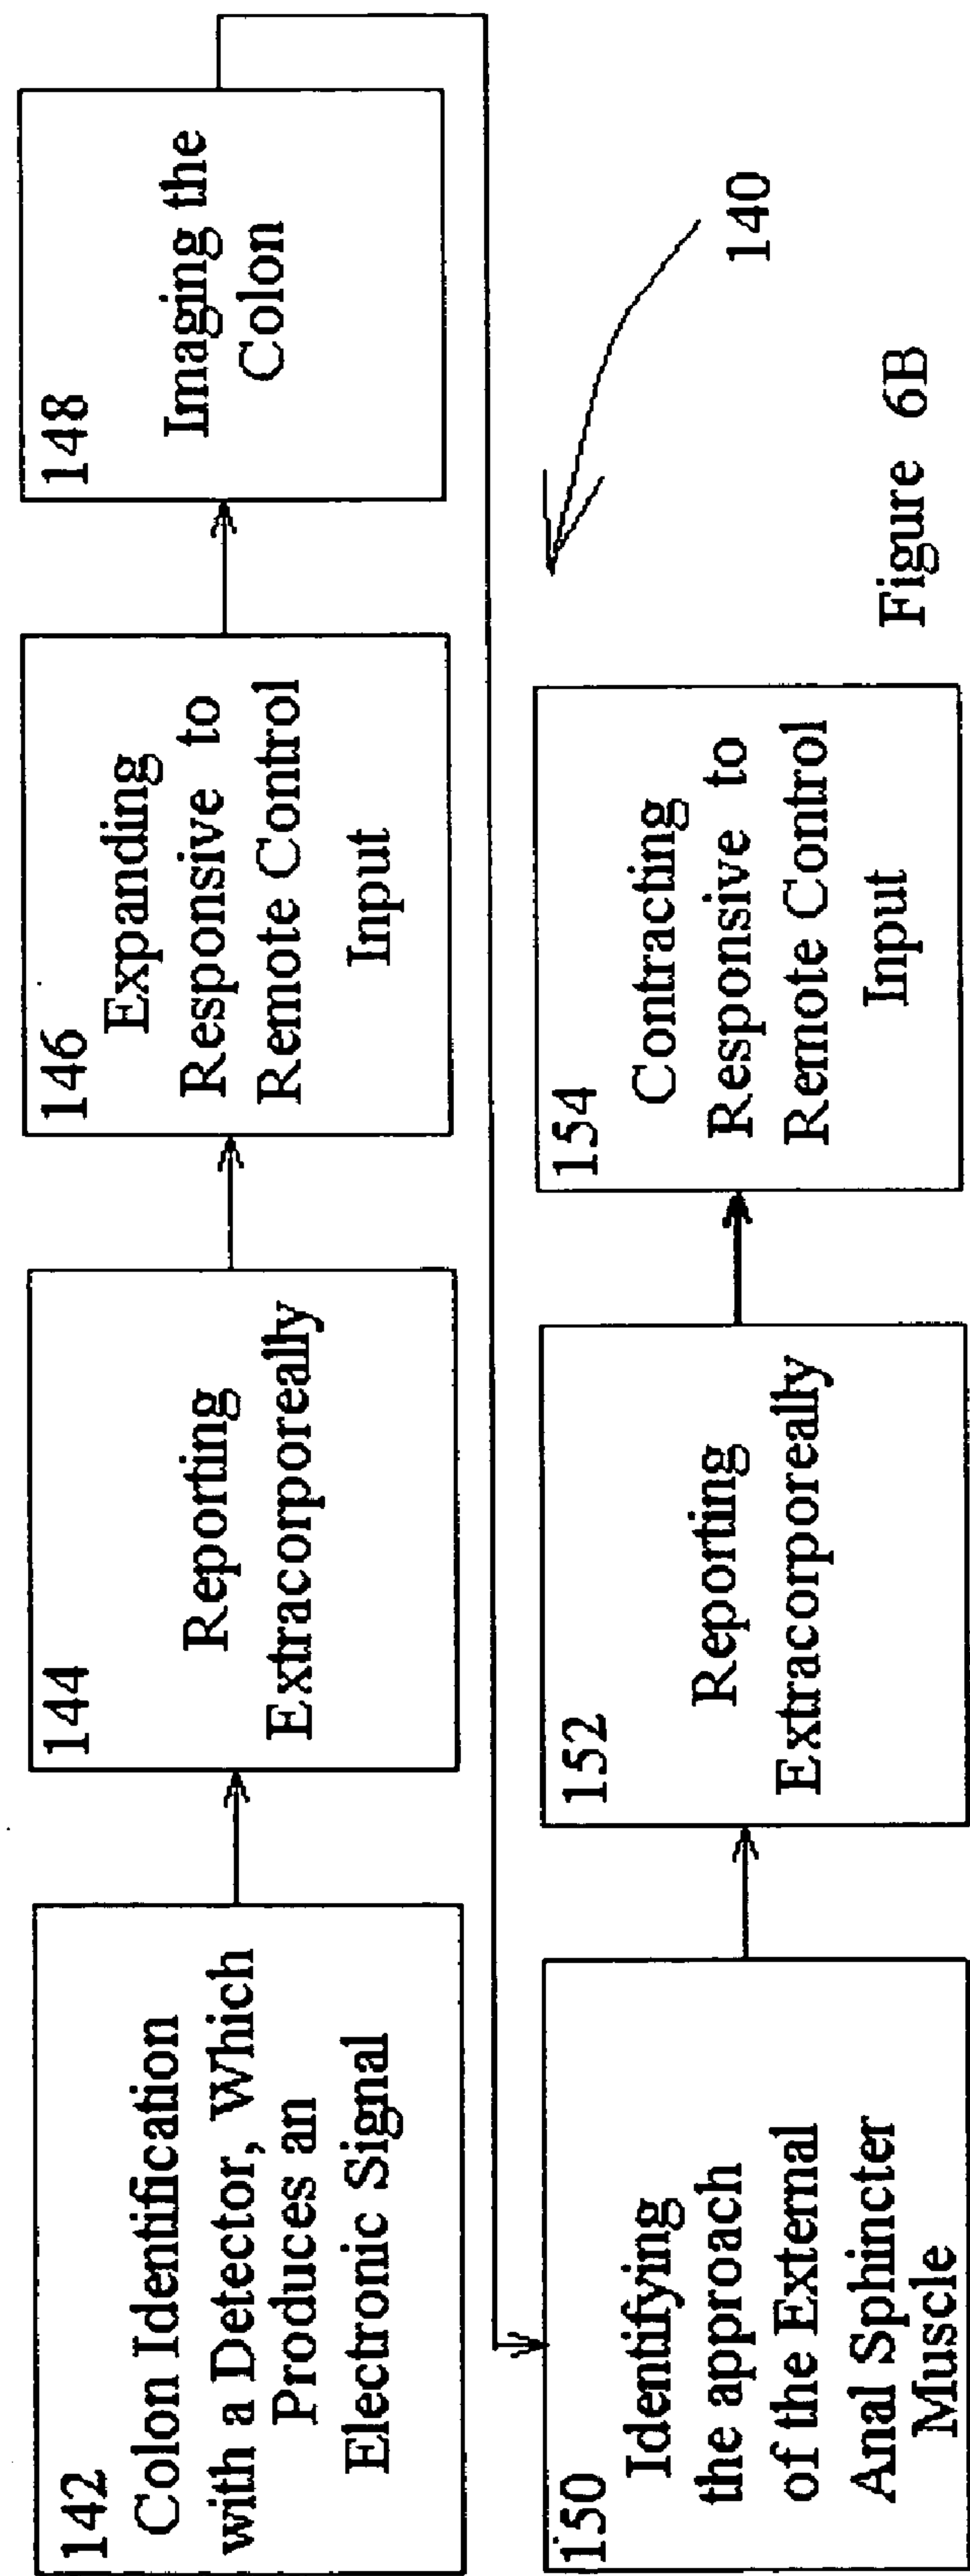 142
Colon Identification
with a Detector, Which
Produces an
Electronic Signal
144
Reporting
Extracorporeally
146
Expanding
Responsive to
Remote Control
Input
148
Imaging the
Colon
150
Identifying
the approach
of the External
Anal Sphincter
Muscle
152
Reporting
Extracorporeally
154
Contracting
Responsive to
Remote Control
Input
140
Figure 6B